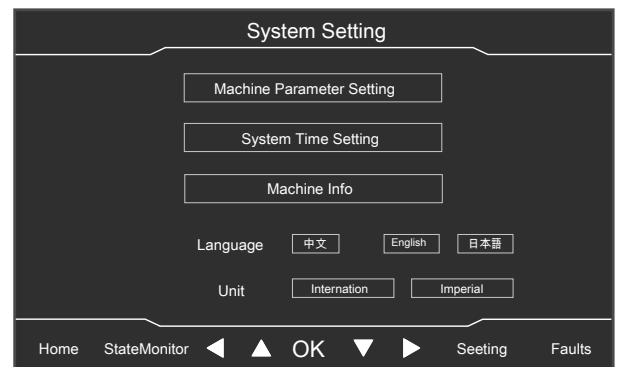 System Setting
Machine Parameter Setting
System Time Setting
Machine Info
Language 中文 English 日本語
Unit Internation Imperial
Home StateMonitor OK Seeting Faults